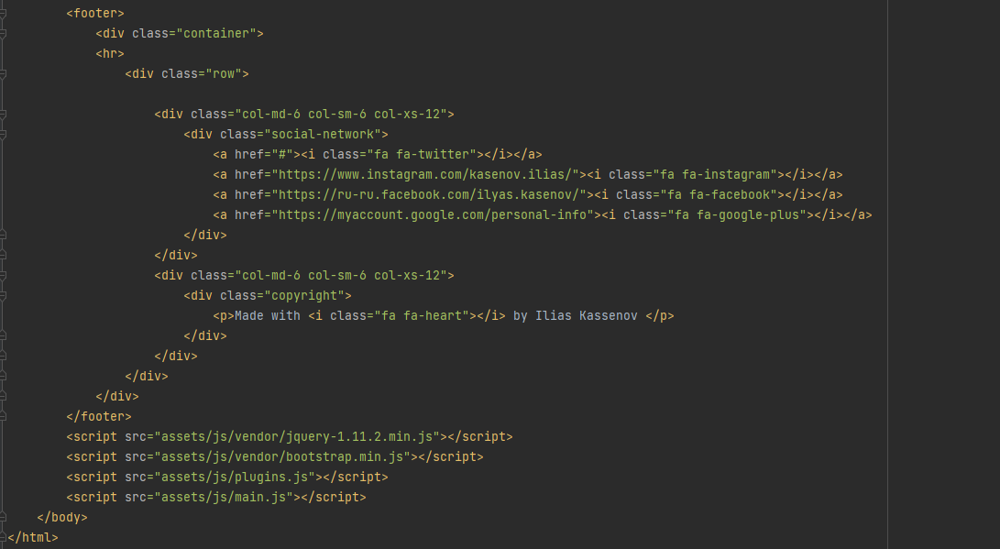 <footer>
<div class="container">
<hr>
<div class="row">
<div class="col-md-6 col-sm-6 col-xs-12">
<div class="social-network">
<a href="#"><i class="fa fa-twitter"></i></a>
<a href="https://www.instagram.com/kasenov.ilias/"><i class="fa fa-instagram"></i></a>
<a href="https://ru-ru.facebook.com/ilyas.kasenov/"><i class="fa fa-facebook"></i></a>
<a href="https://myaccount.google.com/personal-info"><i class="fa fa-google-plus"></i></a>
</div>
</div>
<div class="col-md-6 col-sm-6 col-xs-12">
<div class="copyright">
<p>Made with <i class="fa fa-heart"></i> by Ilias Kassenov </p>
</div>
</div>
</div>
</div>
</footer>
<script src="assets/js/vendor/jquery-1.11.2.min.js"></script>
<script src="assets/js/vendor/bootstrap.min.js"></script>
<script src="assets/js/plugins.js"></script>
<script src="assets/js/main.js"></script>
</body>
</html>